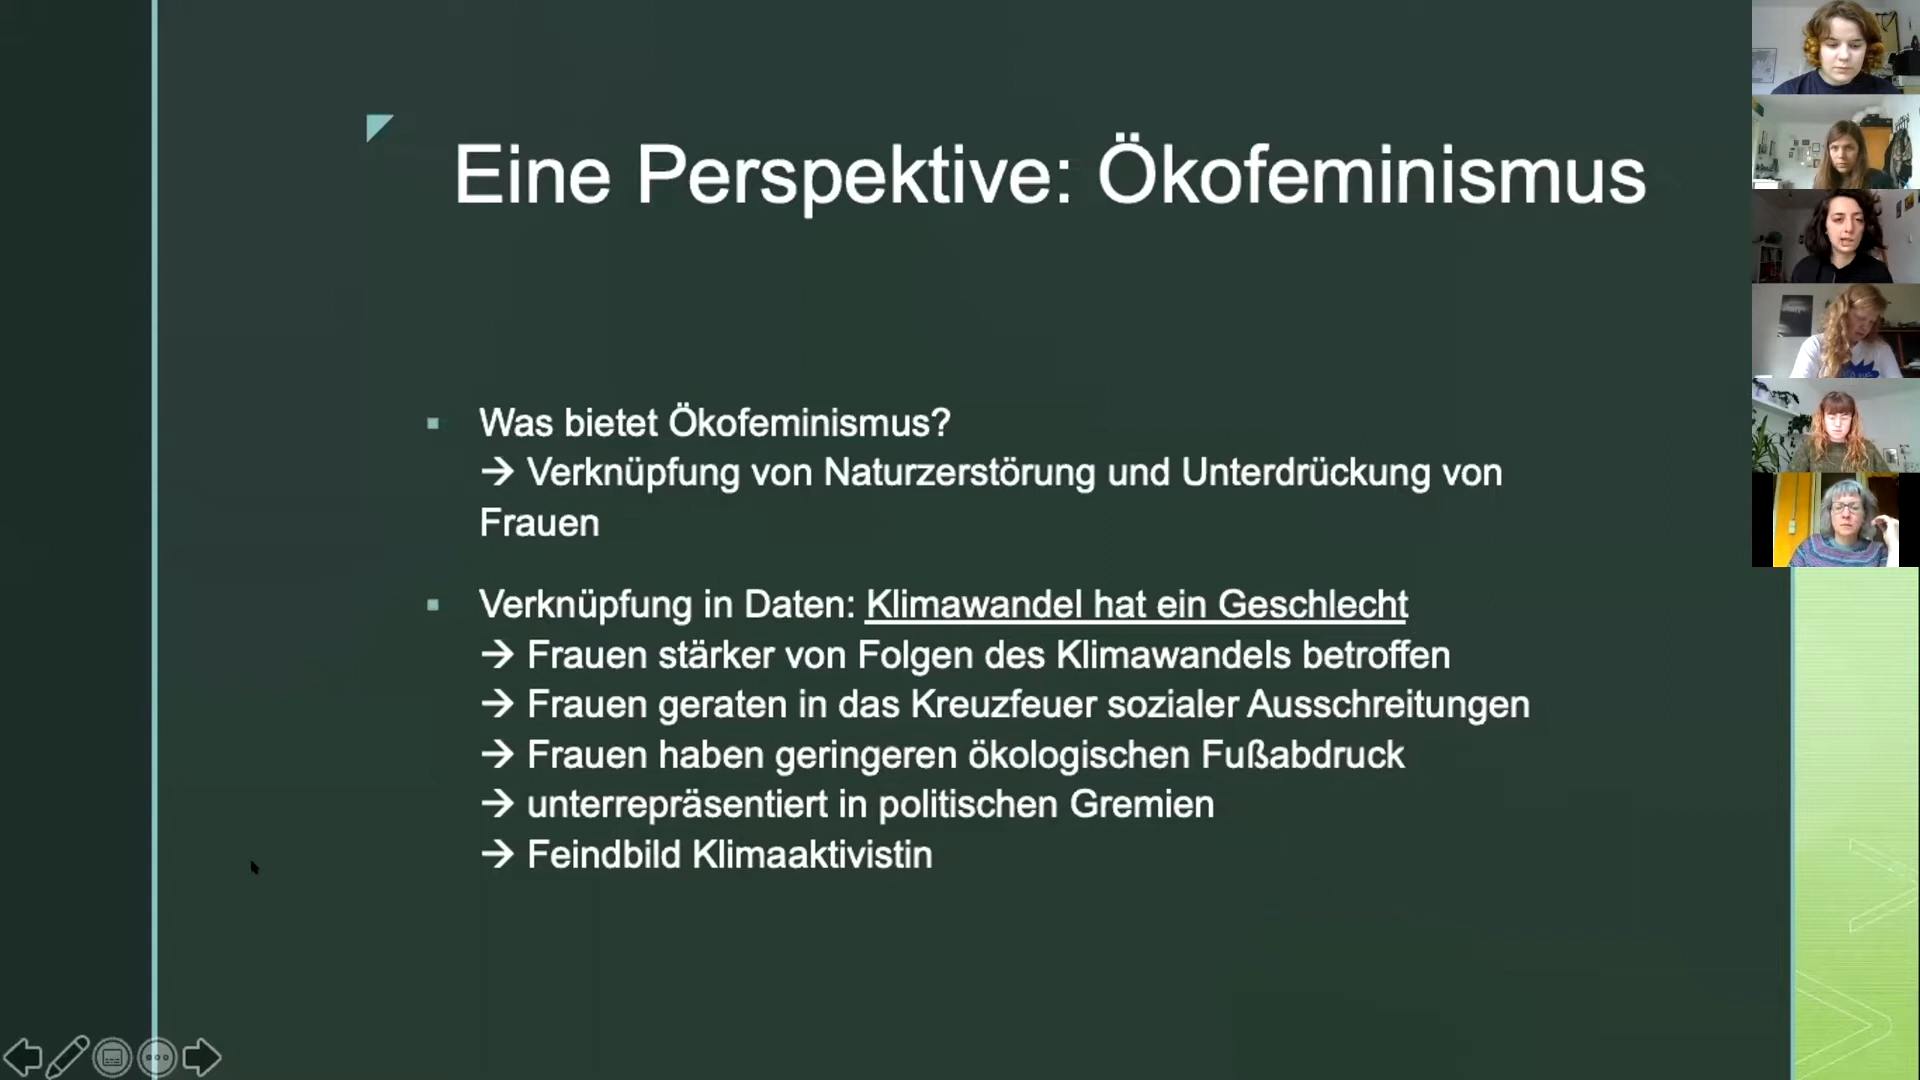 Eine Perspektive: Ökofeminismus
▪ Was bietet Ökofeminismus?
→ Verknüpfung von Naturzerstörung und Unterdrückung von
Frauen
▪ Verknüpfung in Daten: Klimawandel hat ein Geschlecht
→ Frauen stärker von Folgen des Klimawandels betroffen
→ Frauen geraten in das Kreuzfeuer sozialer Ausschreitungen
→ Frauen haben geringeren ökologischen Fußabdruck
→ unterrepräsentiert in politischen Gremien
→ Feindbild Klimaaktivistin